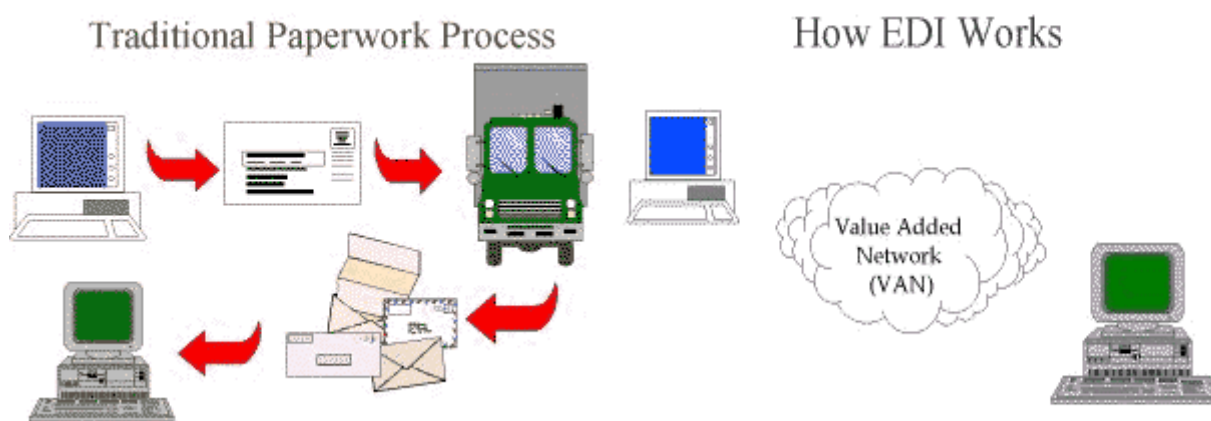 Traditional Paperwork Process
How EDI Works
Value Added
Network
(VAN)